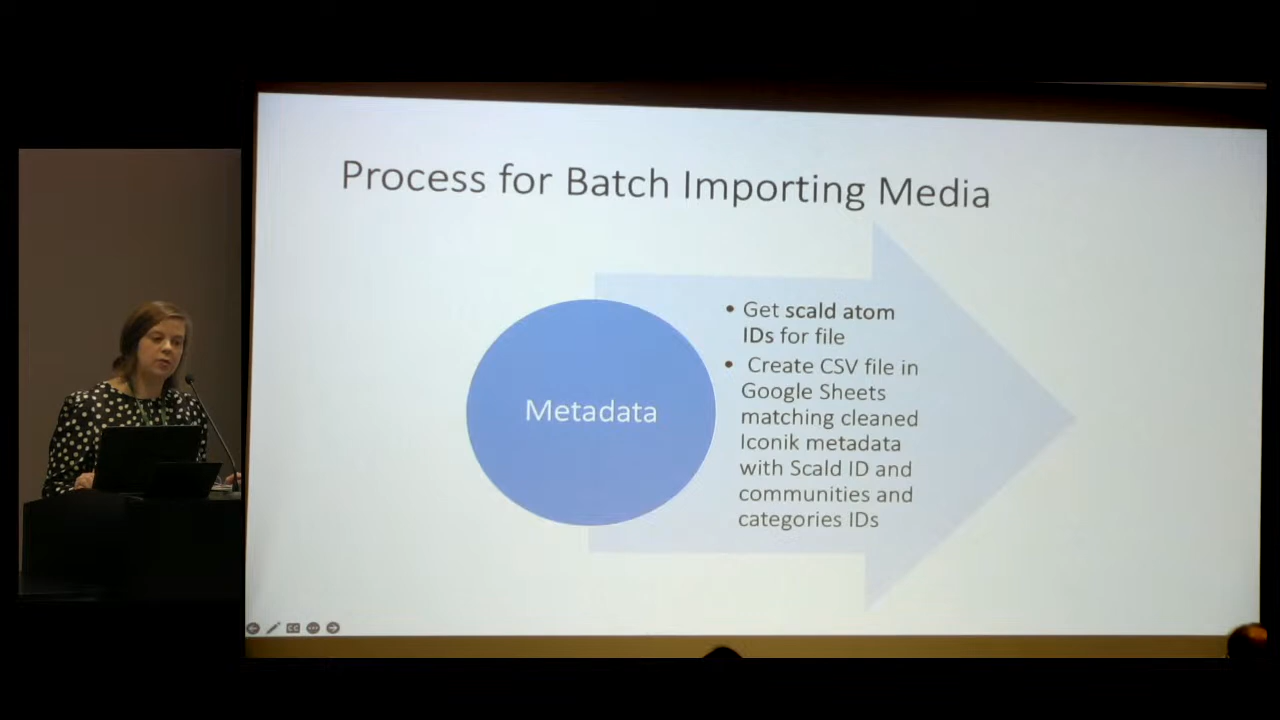 Process for Batch Importing Media
Metadata
• Get scald atom
IDs for file
• Create CSV file in
Google Sheets
matching cleaned
Iconik metadata
with Scald ID and
communities and
categories IDs
CC